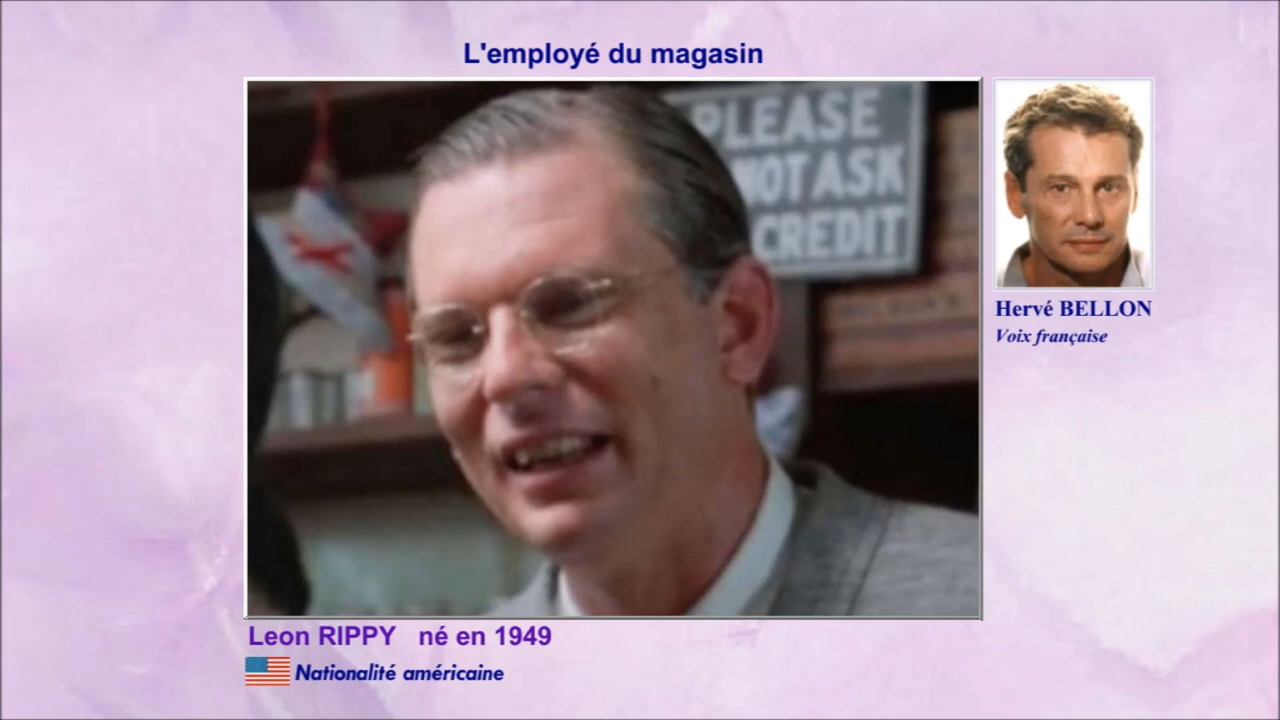 L'employé du magasin
PLEASE
NOT ASK
CREDIT
Hervé BELLON
Voix française
Leon RIPPY né en 1949
Nationalité américaine